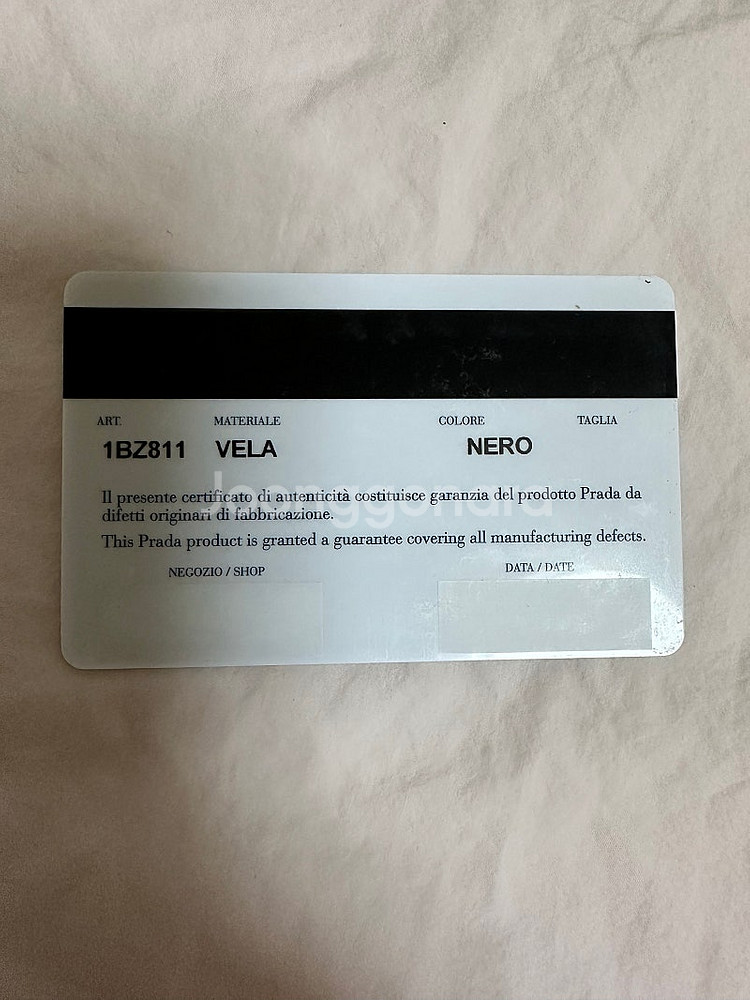 ART. MATERIALE COLORE TAGLIA
1BZ811 VELA NERO
Joonggonara
Il presente certificato di autenticità costituisce garanzia del prodotto Prada da
difetti originari di fabbricazione.
This Prada product is granted a guarantee covering all manufacturing defects.
NEGOZIO / SHOP DATA / DATE